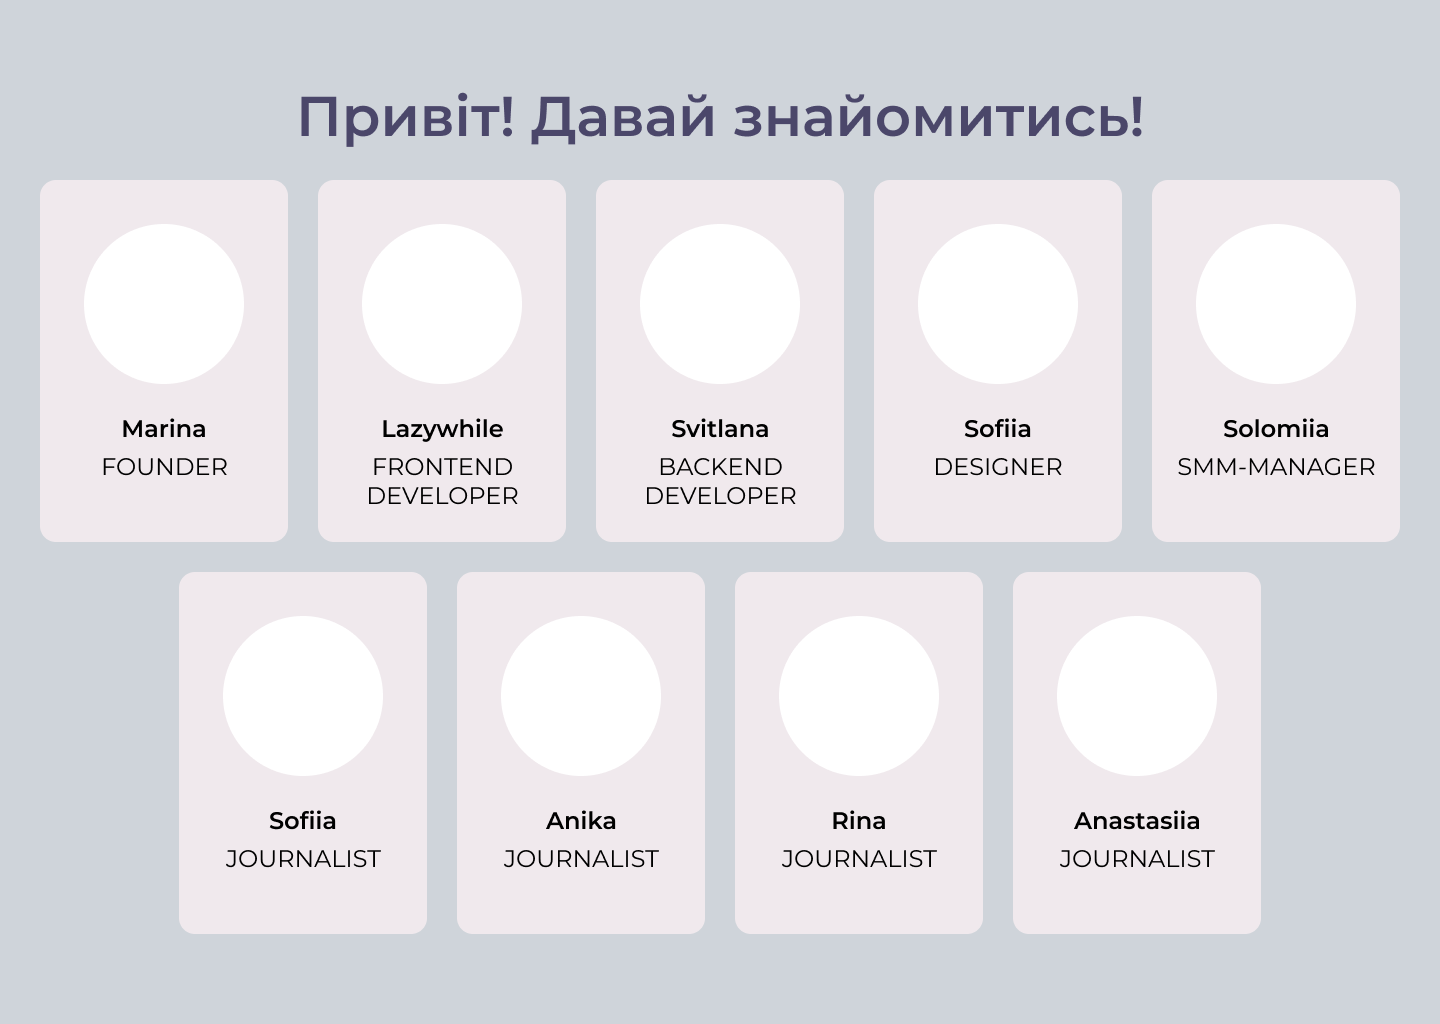 Привіт! Давай знайомитись!
Marina
FOUNDER
Lazywhile
FRONTEND
DEVELOPER
Svitlana
BACKEND
DEVELOPER
Sofiia
DESIGNER
Solomiia
SMM-MANAGER
Sofiia
JOURNALIST
Anika
JOURNALIST
Rina
JOURNALIST
Anastasiia
JOURNALIST